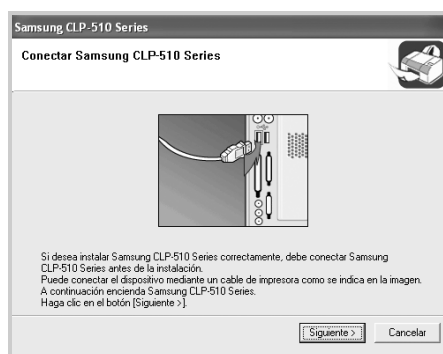 Samsung CLP-510 Series
Conectar Samsung CLP-510 Series
Si desea instalar Samsung CLP-510 Series correctamente, debe conectar Samsung
CLP-510 Series antes de la instalación.
Puede conectar el dispositivo mediante un cable de impresora como se indica en la imagen.
A continuación encienda Samsung CLP-510 Series.
Haga clic en el botón [Siguiente >].
Siguiente >
Cancelar